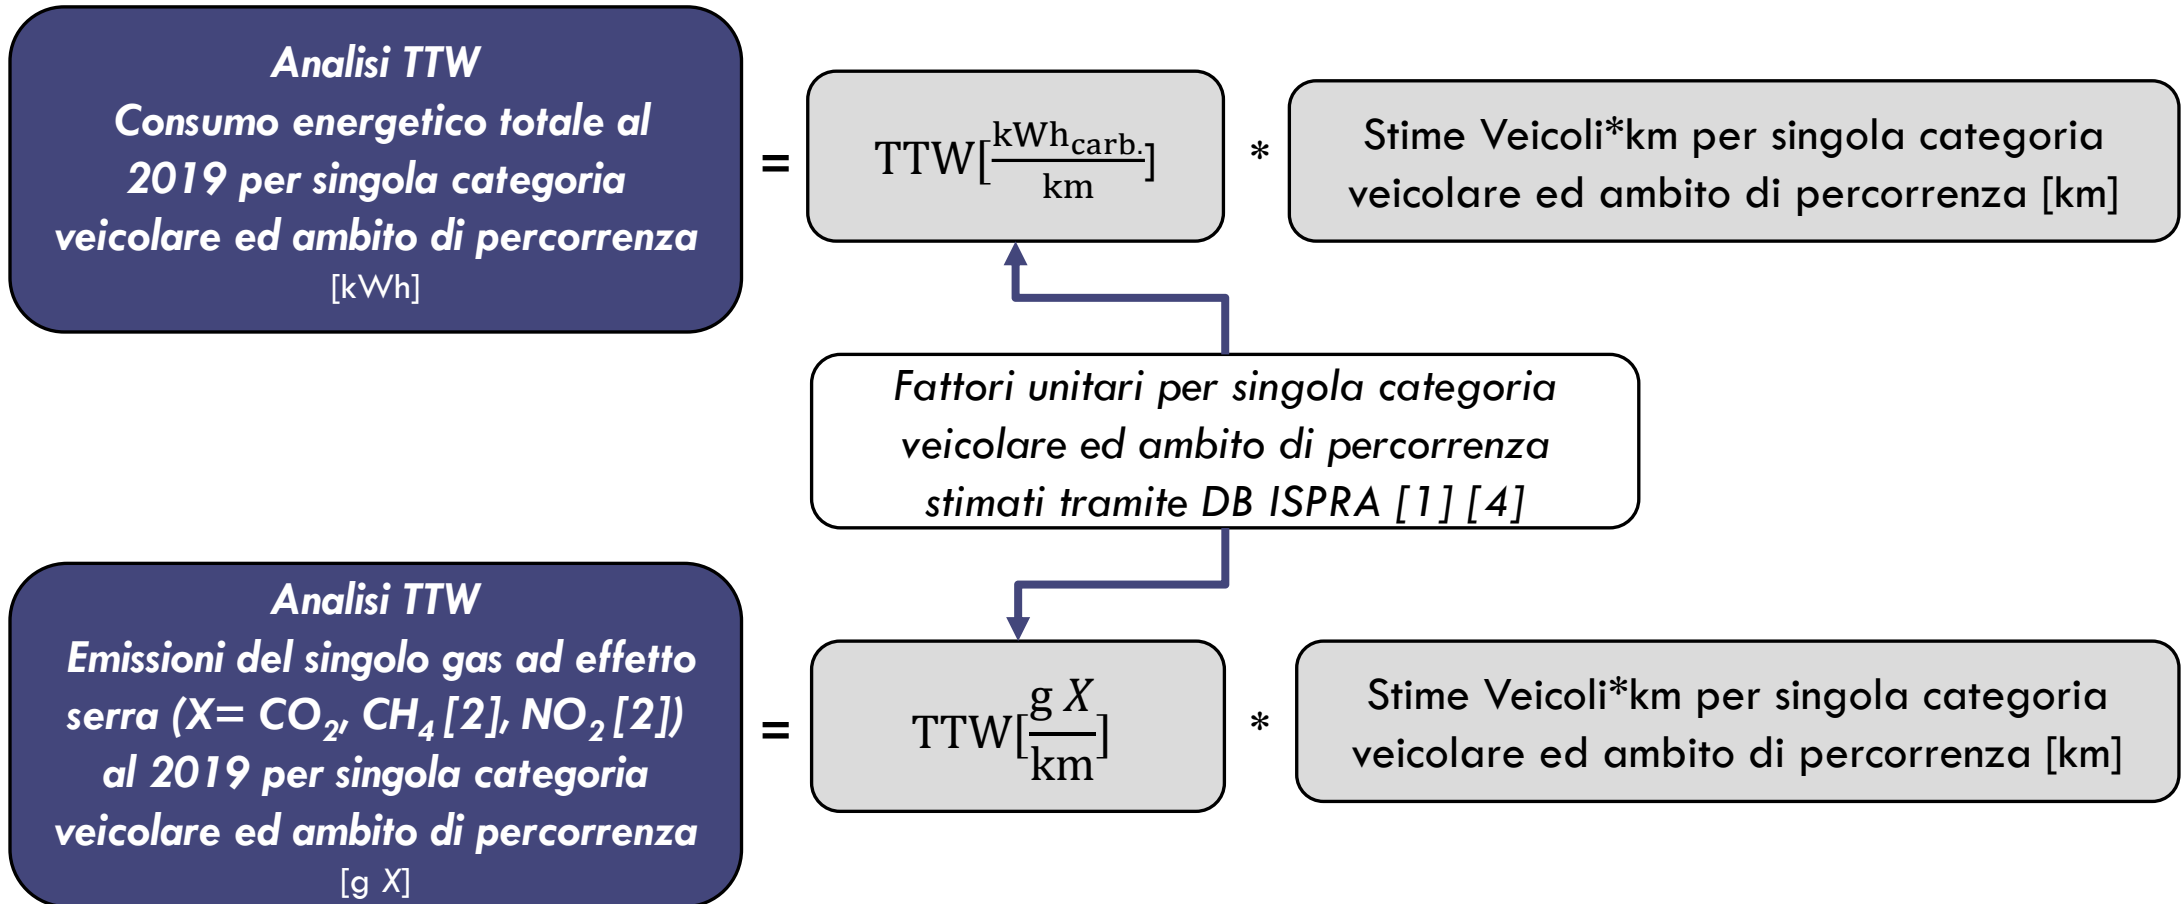 Analisi TTW
Consumo energetico totale al
2019 per singola categoria
veicolare ed ambito di percorrenza
[kWh]
=
TTW[kWh_carb./km]
*
Stime Veicoli*km per singola categoria
veicolare ed ambito di percorrenza [km]
Fattori unitari per singola categoria
veicolare ed ambito di percorrenza
stimati tramite DB ISPRA [1] [4]
Analisi TTW
Emissioni del singolo gas ad effetto
serra (X= CO₂, CH₄ [2], NO₂ [2])
al 2019 per singola categoria
veicolare ed ambito di percorrenza
[g X]
=
TTW[g X/km]
*
Stime Veicoli*km per singola categoria
veicolare ed ambito di percorrenza [km]